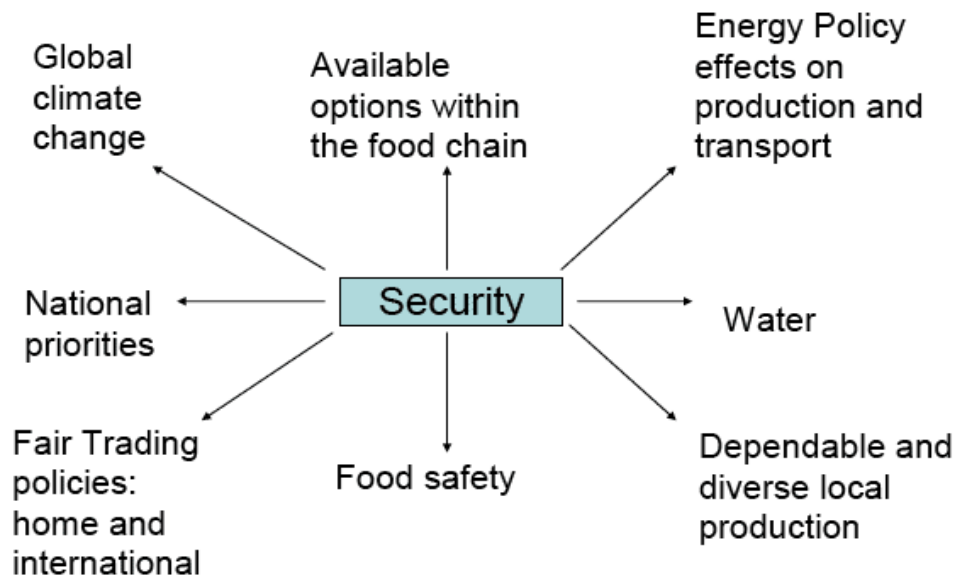 Global
climate
change
Available
options within
the food chain
Energy Policy
effects on
production and
transport
National
priorities
Security
Water
Fair Trading
policies:
home and
international
Food safety
Dependable and
diverse local
production